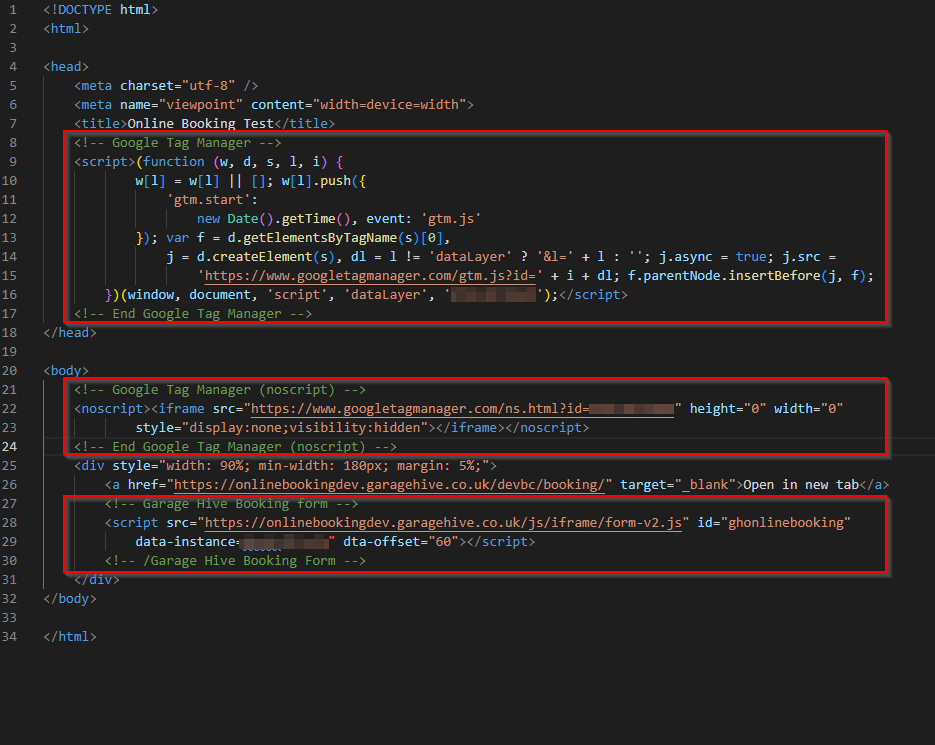 1 <!DOCTYPE html>
2 <html>
3
4 <head>
5 <meta charset="utf-8" />
6 <meta name="viewport" content="width=device-width">
7 <title>Online Booking Test</title>
8 <!-- Google Tag Manager -->
9 <script>(function (w, d, s, l, i) {
10 w[l] = w[l] || []; w[l].push({
11 'gtm.start':
12 new Date().getTime(), event: 'gtm.js'
13 }); var f = d.getElementsByTagName(s)[0],
14 j = d.createElement(s), dl = l != 'dataLayer' ? '&l=' + l : ''; j.async = true; j.src =
15 'https://www.googletagmanager.com/gtm.js?id=' + i + dl; f.parentNode.insertBefore(j, f);
16 })(window, document, 'script', 'dataLayer', '');</script>
17 <!-- End Google Tag Manager -->
18 </head>
19
20 <body>
21 <!-- Google Tag Manager (noscript) -->
22 <noscript><iframe src="https://www.googletagmanager.com/ns.html?id=" height="0" width="0"
23 style="display:none;visibility:hidden"></iframe></noscript>
24 <!-- End Google Tag Manager (noscript) -->
25 <div style="width: 90%; min-width: 180px; margin: 5%;">
26 <a href="https://onlinebookingdev.garagehive.co.uk/devbc/booking/" target="_blank">Open in new tab</a>
27 <!-- Garage Hive Booking form -->
28 <script src="https://onlinebookingdev.garagehive.co.uk/js/iframe/form-v2.js" id="ghonlinebooking"
29 data-instance=" dta-offset="60"></script>
30 <!-- /Garage Hive Booking Form -->
31 </div>
32 </body>
33
34 </html>